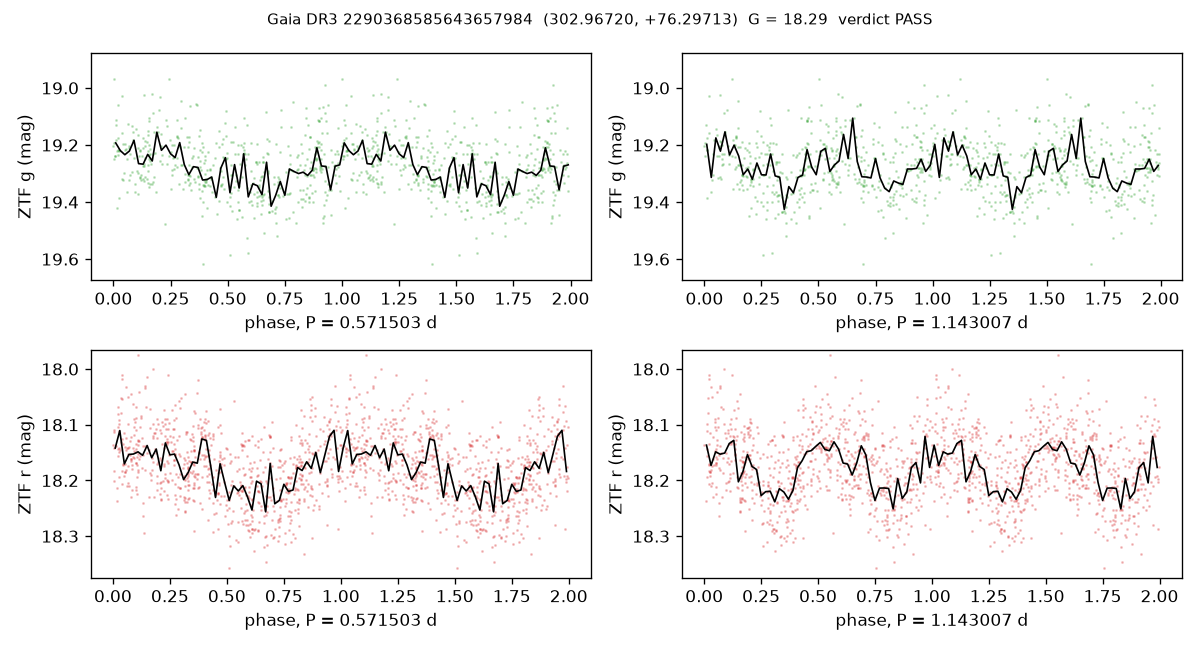 Gaia DR3 2290368585643657984  (302.96720, +76.29713)  G = 18.29  verdict PASS
ZTF g (mag)
19.0
19.2
19.4
19.6
0.00 0.25 0.50 0.75 1.00 1.25 1.50 1.75 2.00
phase, P = 0.571503 d
ZTF g (mag)
19.0
19.2
19.4
19.6
0.00 0.25 0.50 0.75 1.00 1.25 1.50 1.75 2.00
phase, P = 1.143007 d
ZTF r (mag)
18.0
18.1
18.2
18.3
0.00 0.25 0.50 0.75 1.00 1.25 1.50 1.75 2.00
phase, P = 0.571503 d
ZTF r (mag)
18.0
18.1
18.2
18.3
0.00 0.25 0.50 0.75 1.00 1.25 1.50 1.75 2.00
phase, P = 1.143007 d